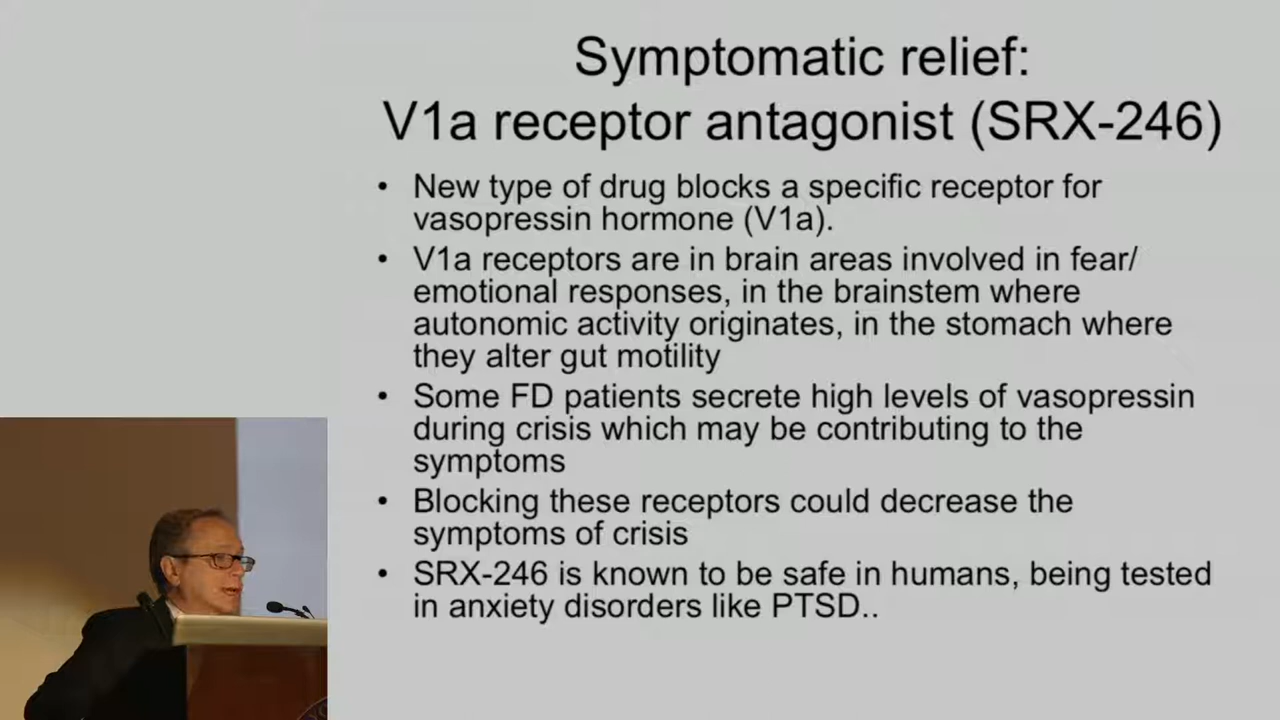 Symptomatic relief:
V1a receptor antagonist (SRX-246)
• New type of drug blocks a specific receptor for
vasopressin hormone (V1a).
• V1a receptors are in brain areas involved in fear/
emotional responses, in the brainstem where
autonomic activity originates, in the stomach where
they alter gut motility
• Some FD patients secrete high levels of vasopressin
during crisis which may be contributing to the
symptoms
• Blocking these receptors could decrease the
symptoms of crisis
• SRX-246 is known to be safe in humans, being tested
in anxiety disorders like PTSD..